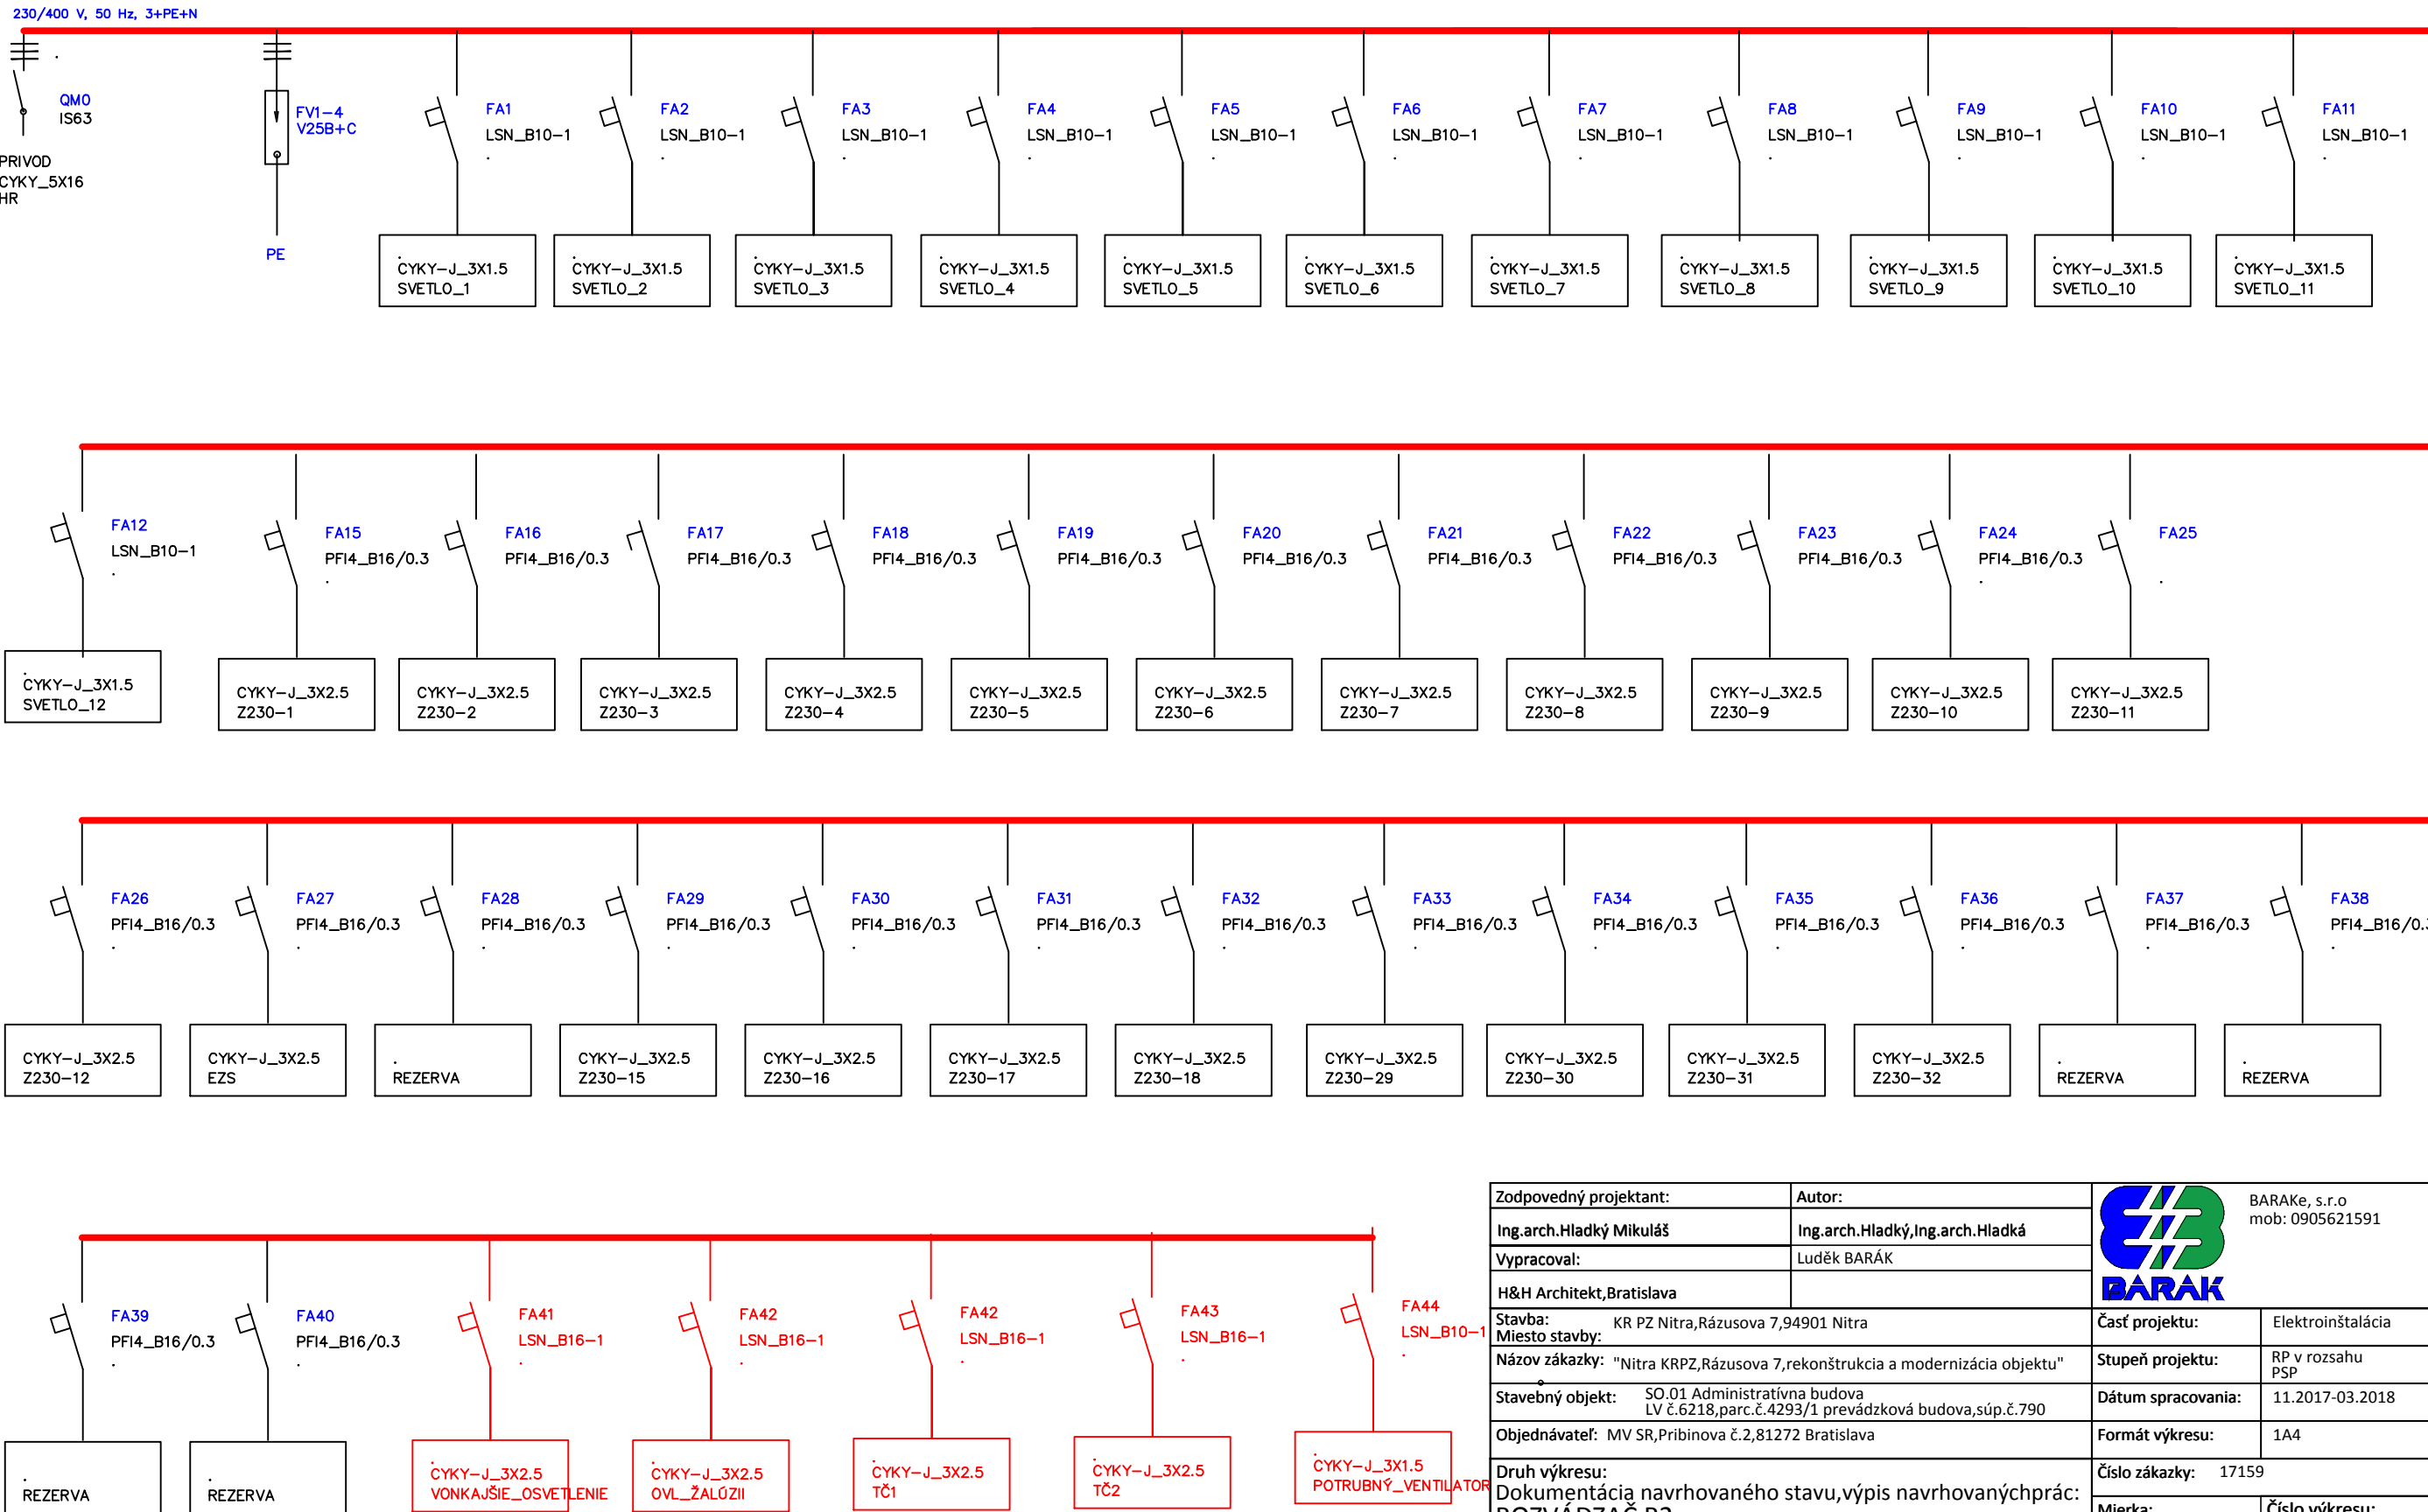 230/400 V, 50 Hz, 3+PE+N
QM0
IS63
PRIVOD
CYKY_5X16
HR
FV1-4
V25B+C
PE
FA1
LSN_B10-1
FA2
LSN_B10-1
FA3
LSN_B10-1
FA4
LSN_B10-1
FA5
LSN_B10-1
FA6
LSN_B10-1
FA7
LSN_B10-1
FA8
LSN_B10-1
FA9
LSN_B10-1
FA10
LSN_B10-1
FA11
LSN_B10-1
CYKY-J_3X1.5
SVETLO_1
CYKY-J_3X1.5
SVETLO_2
CYKY-J_3X1.5
SVETLO_3
CYKY-J_3X1.5
SVETLO_4
CYKY-J_3X1.5
SVETLO_5
CYKY-J_3X1.5
SVETLO_6
CYKY-J_3X1.5
SVETLO_7
CYKY-J_3X1.5
SVETLO_8
CYKY-J_3X1.5
SVETLO_9
CYKY-J_3X1.5
SVETLO_10
CYKY-J_3X1.5
SVETLO_11
FA12
LSN_B10-1
FA15
PFI4_B16/0.3
FA16
PFI4_B16/0.3
FA17
PFI4_B16/0.3
FA18
PFI4_B16/0.3
FA19
PFI4_B16/0.3
FA20
PFI4_B16/0.3
FA21
PFI4_B16/0.3
FA22
PFI4_B16/0.3
FA23
PFI4_B16/0.3
FA24
PFI4_B16/0.3
FA25
CYKY-J_3X1.5
SVETLO_12
CYKY-J_3X2.5
Z230-1
CYKY-J_3X2.5
Z230-2
CYKY-J_3X2.5
Z230-3
CYKY-J_3X2.5
Z230-4
CYKY-J_3X2.5
Z230-5
CYKY-J_3X2.5
Z230-6
CYKY-J_3X2.5
Z230-7
CYKY-J_3X2.5
Z230-8
CYKY-J_3X2.5
Z230-9
CYKY-J_3X2.5
Z230-10
CYKY-J_3X2.5
Z230-11
FA26
PFI4_B16/0.3
FA27
PFI4_B16/0.3
FA28
PFI4_B16/0.3
FA29
PFI4_B16/0.3
FA30
PFI4_B16/0.3
FA31
PFI4_B16/0.3
FA32
PFI4_B16/0.3
FA33
PFI4_B16/0.3
FA34
PFI4_B16/0.3
FA35
PFI4_B16/0.3
FA36
PFI4_B16/0.3
FA37
PFI4_B16/0.3
FA38
PFI4_B16/0.3
CYKY-J_3X2.5
Z230-12
CYKY-J_3X2.5
EZS
REZERVA
CYKY-J_3X2.5
Z230-15
CYKY-J_3X2.5
Z230-16
CYKY-J_3X2.5
Z230-17
CYKY-J_3X2.5
Z230-18
CYKY-J_3X2.5
Z230-29
CYKY-J_3X2.5
Z230-30
CYKY-J_3X2.5
Z230-31
CYKY-J_3X2.5
Z230-32
REZERVA
REZERVA
FA39
PFI4_B16/0.3
FA40
PFI4_B16/0.3
FA41
LSN_B16-1
FA42
LSN_B16-1
FA42
LSN_B16-1
FA43
LSN_B16-1
FA44
LSN_B10-1
REZERVA
REZERVA
CYKY-J_3X2.5
VONKAJŠIE_OSVETLENIE
CYKY-J_3X2.5
OVL_ŽALÚZII
CYKY-J_3X2.5
TČ1
CYKY-J_3X2.5
TČ2
CYKY-J_3X1.5
POTRUBNÝ_VENTILATOR
Zodpovedný projektant:
Autor:
Ing.arch.Hladký Mikuláš
Ing.arch.Hladký,Ing.arch.Hladká
Vypracoval:
Luděk BARÁK
H&H Architekt,Bratislava
BARAK
BARAKe, s.r.o
mob: 0905621591
Stavba:
Miesto stavby:
KR PZ Nitra,Rázusova 7,94901 Nitra
Časť projektu:
Elektroinštalácia
Názov zákazky: "Nitra KRPZ,Rázusova 7,rekonštrukcia a modernizácia objektu"
Stupeň projektu:
RP v rozsahu
PSP
Stavebný objekt:
SO.01 Administratívna budova
LV č.6218,parc.č.4293/1 prevádzková budova,súp.č.790
Dátum spracovania:
11.2017-03.2018
Objednávateľ: MV SR,Pribinova č.2,81272 Bratislava
Formát výkresu:
1A4
Druh výkresu:
Dokumentácia navrhovaného stavu,výpis navrhovanýchprác:
Číslo zákazky: 17159
Mierka:
Číslo výkresu: